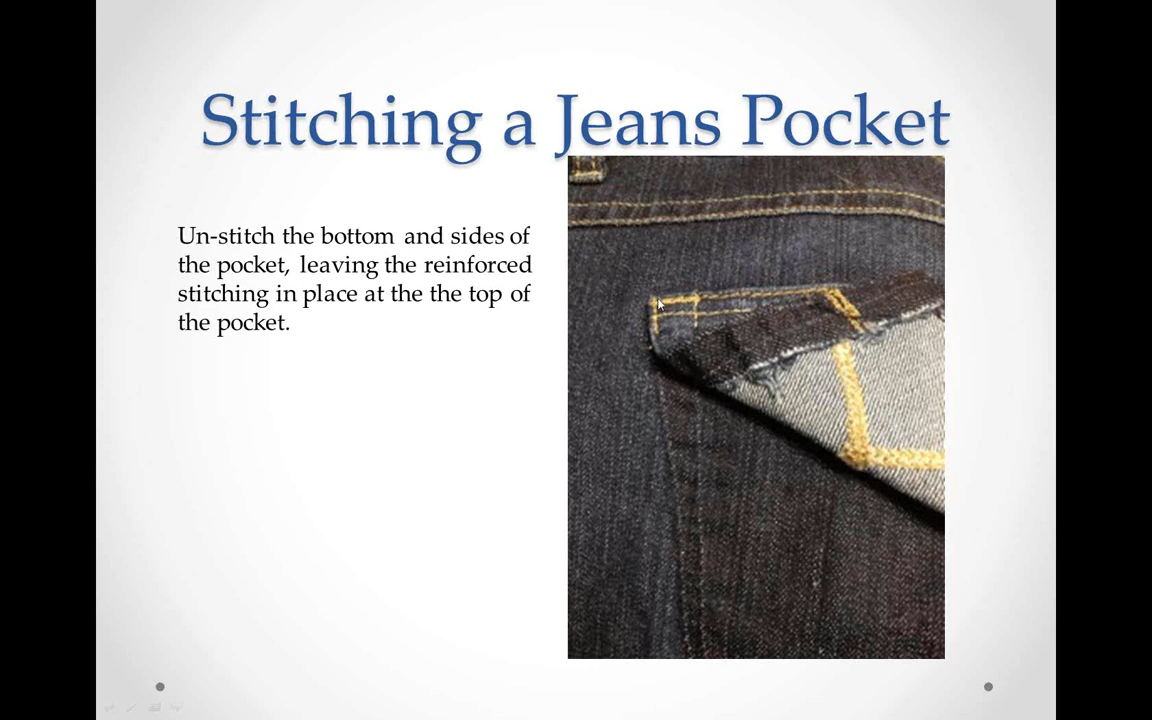 Stitching a Jeans Pocket
Un-stitch the bottom and sides of
the pocket, leaving the reinforced
stitching in place at the the top of
the pocket.